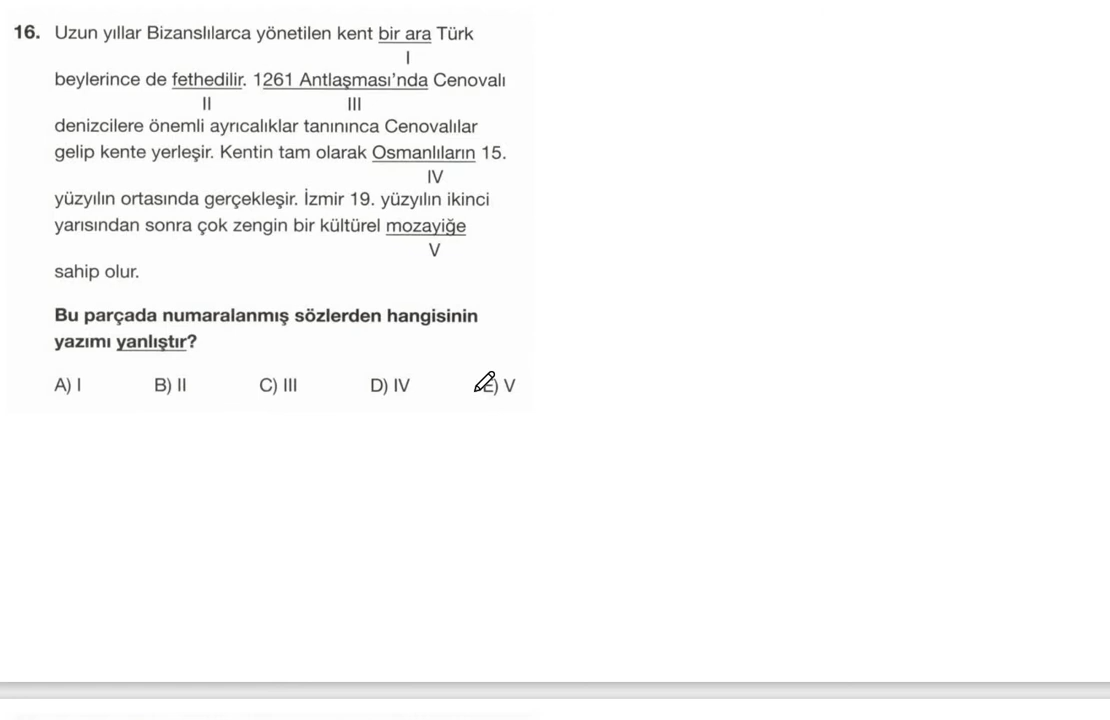 16. Uzun yıllar Bizanslılarca yönetilen kent bir ara Türk
I
beylerince de fethedilir. 1261 Antlaşması'nda Cenovalı
II III
denizcilere önemli ayrıcalıklar tanınınca Cenovalılar
gelip kente yerleşir. Kentin tam olarak Osmanlıların 15.
IV
yüzyılın ortasında gerçekleşir. İzmir 19. yüzyılın ikinci
yarısından sonra çok zengin bir kültürel mozayiğe
V
sahip olur.
Bu parçada numaralanmış sözlerden hangisinin
yazımı yanlıştır?
A) I B) II C) III D) IV E) V